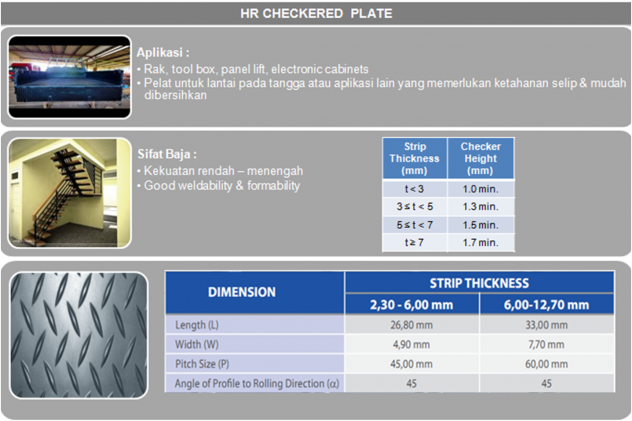 HR CHECKERED PLATE
Aplikasi :
• Rak, tool box, panel lift, electronic cabinets
• Pelat untuk lantai pada tangga atau aplikasi lain yang memerlukan ketahanan selip & mudah
dibersihkan
Sifat Baja :
• Kekuatan rendah – menengah
• Good weldability & formability
Strip Thickness (mm) Checker Height (mm)
t < 3 1.0 min.
3 ≤ t < 5 1.3 min.
5 ≤ t < 7 1.5 min.
t ≥ 7 1.7 min.
DIMENSION STRIP THICKNESS
2,30 - 6,00 mm 6,00-12,70 mm
Length (L) 26,80 mm 33,00 mm
Width (W) 4,90 mm 7,70 mm
Pitch Size (P) 45,00 mm 60,00 mm
Angle of Profile to Rolling Direction (α) 45 45